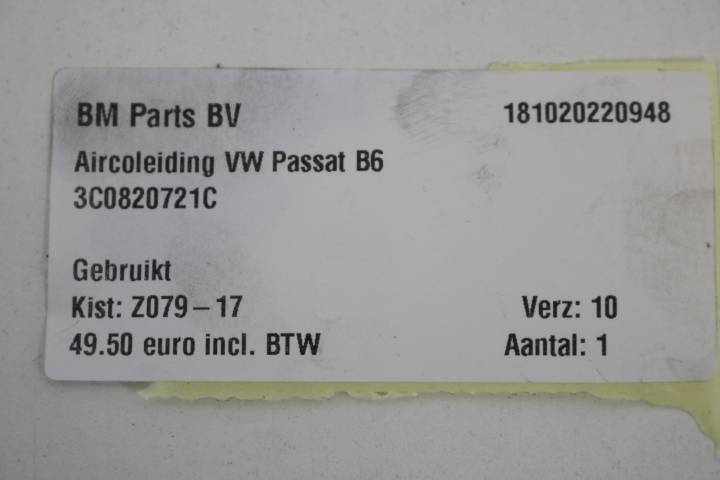 BM Parts BV 181020220948
Aircoleiding VW Passat B6
3C0820721C
Gebruikt
Kist: Z079-17 Verz: 10
49.50 euro incl. BTW Aantal: 1